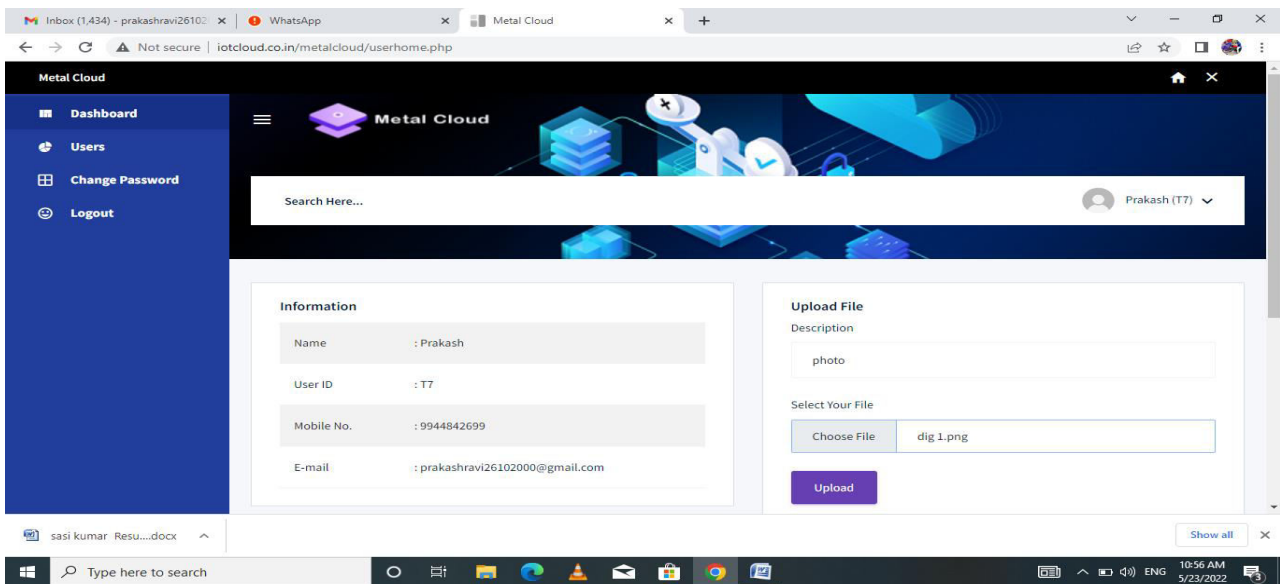 Inbox (1,434) - prakashravi26102
WhatsApp
Metal Cloud
Not secure | iotcloud.co.in/metalcloud/userhome.php
Metal Cloud
Dashboard
Users
Change Password
Logout
Metal Cloud
Search Here...
Prakash (T7)
Information
Name : Prakash
User ID : T7
Mobile No. : 9944842699
E-mail : prakashravi26102000@gmail.com
Upload File
Description
photo
Select Your File
Choose File dig 1.png
Upload
sasi kumar Resu....docx
Show all
Type here to search
ENG
10:56 AM
5/23/2022
3